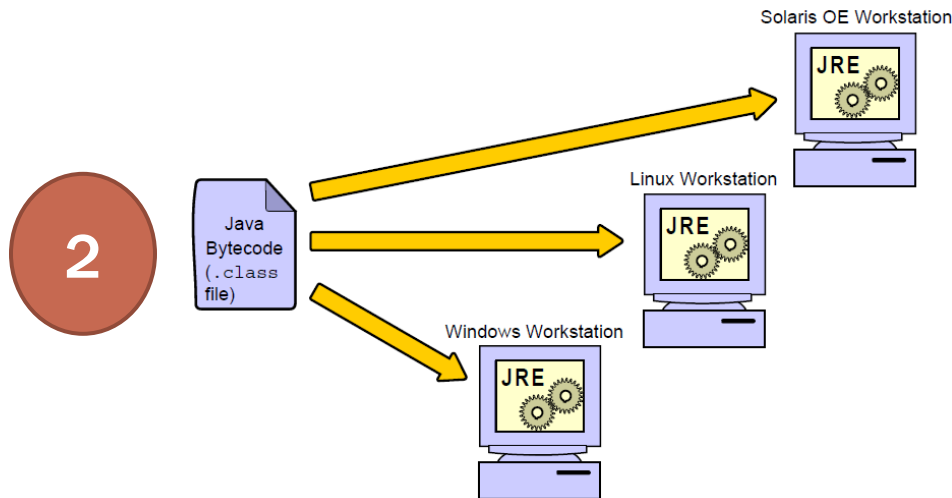 Solaris OE Workstation
JRE
Linux Workstation
JRE
2
Java
Bytecode
(.class
file)
Windows Workstation
JRE